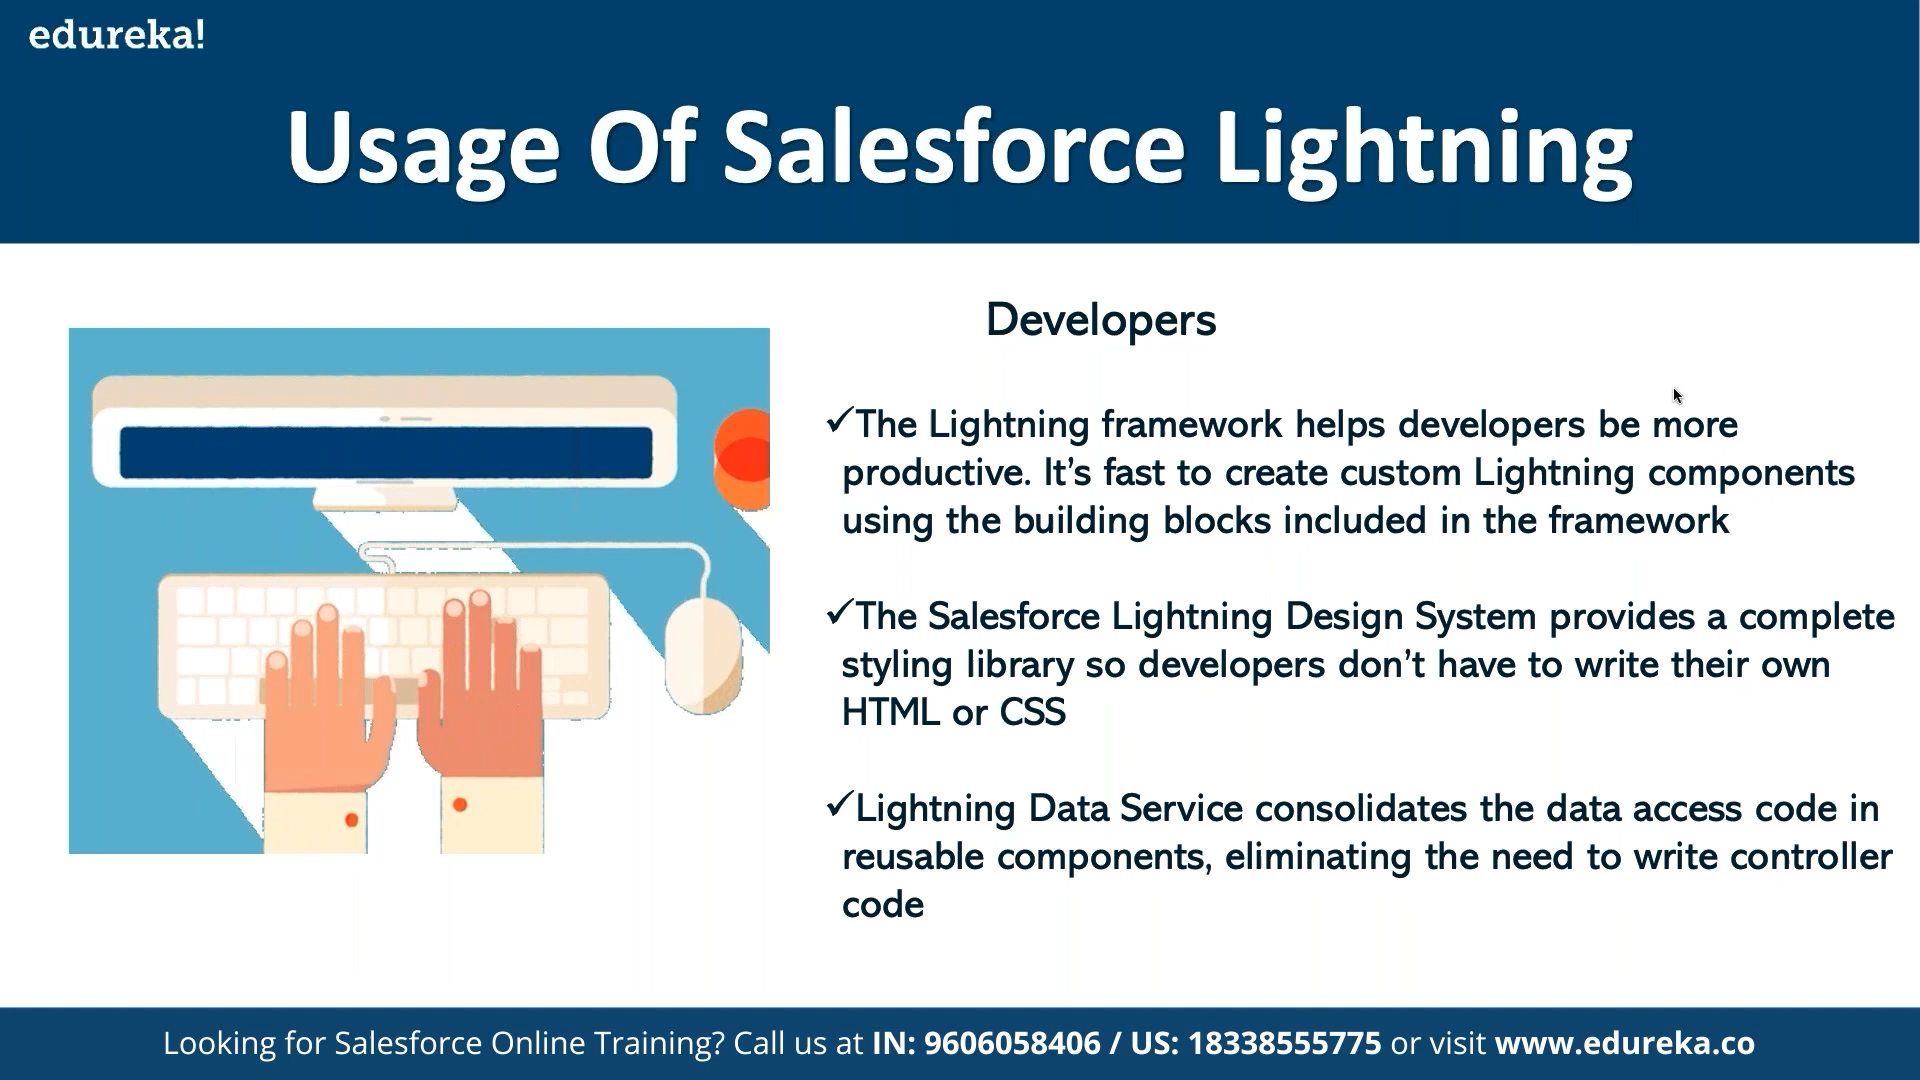 edureka!
Usage Of Salesforce Lightning
Developers
✓The Lightning framework helps developers be more
productive. It’s fast to create custom Lightning components
using the building blocks included in the framework
✓The Salesforce Lightning Design System provides a complete
styling library so developers don’t have to write their own
HTML or CSS
✓Lightning Data Service consolidates the data access code in
reusable components, eliminating the need to write controller
code
Looking for Salesforce Online Training? Call us at IN: 9606058406 / US: 18338555775 or visit www.edureka.co